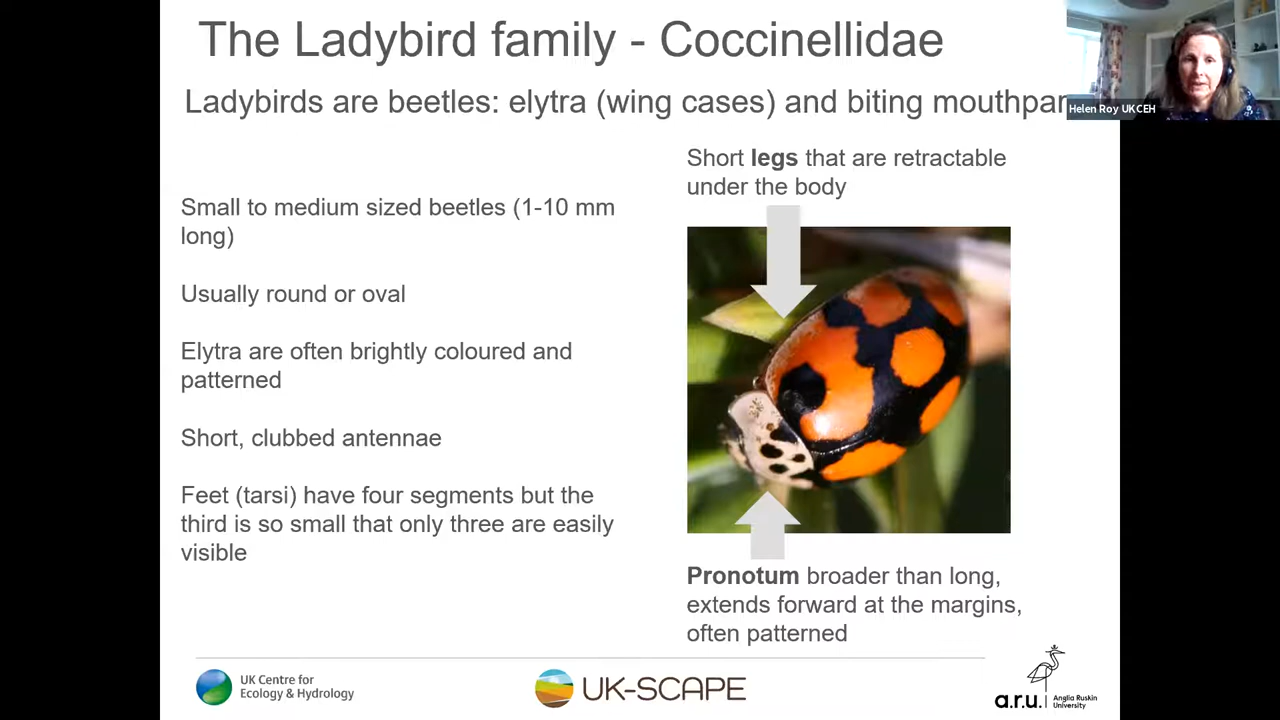 The Ladybird family - Coccinellidae
Ladybirds are beetles: elytra (wing cases) and biting mouthpar
Helen Roy UKCEH
Short legs that are retractable
under the body
Small to medium sized beetles (1-10 mm
long)
Usually round or oval
Elytra are often brightly coloured and
patterned
Short, clubbed antennae
Feet (tarsi) have four segments but the
third is so small that only three are easily
visible
Pronotum broader than long,
extends forward at the margins,
often patterned
UK Centre for
Ecology & Hydrology
UK-SCAPE
a.r.u.
Anglia Ruskin
University